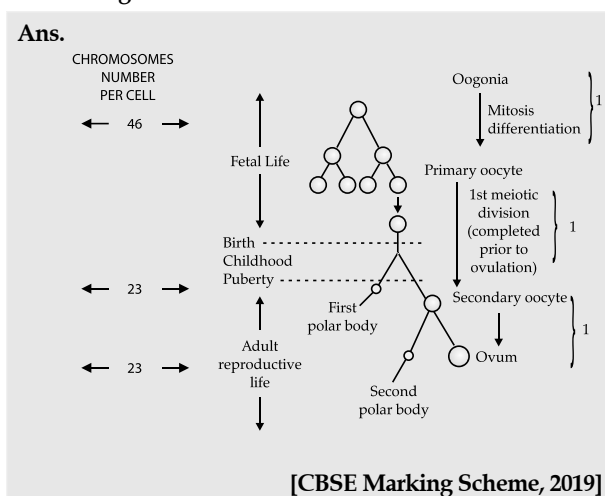 Ans.
CHROMOSOMES
NUMBER
PER CELL
46
Fetal Life
Birth
Childhood
Puberty
23
Adult
reproductive
life
23
First
polar body
Second
polar body
Oogonia
Mitosis
differentiation
1
Primary oocyte
1st meiotic
division
(completed
prior to
ovulation)
1
Secondary oocyte
1
Ovum
[CBSE Marking Scheme, 2019]